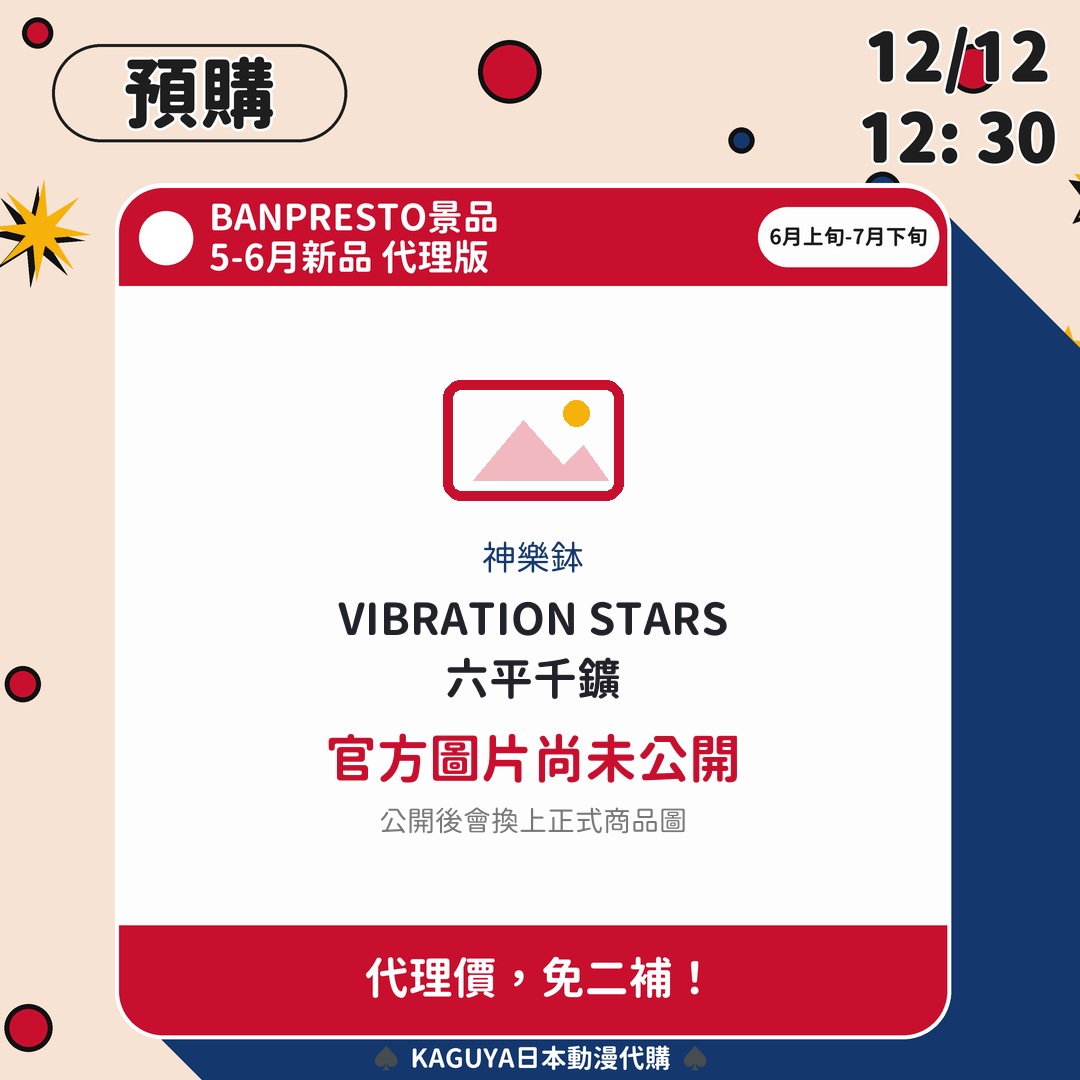 預購
12/12
12: 30
BANPRESTO景品
5-6月新品 代理版
6月上旬-7月下旬
神樂鉢
VIBRATION STARS
六平千鑛
官方圖片尚未公開
公開後會換上正式商品圖
代理價，免二補！
♠ KAGUYA日本動漫代購 ♠